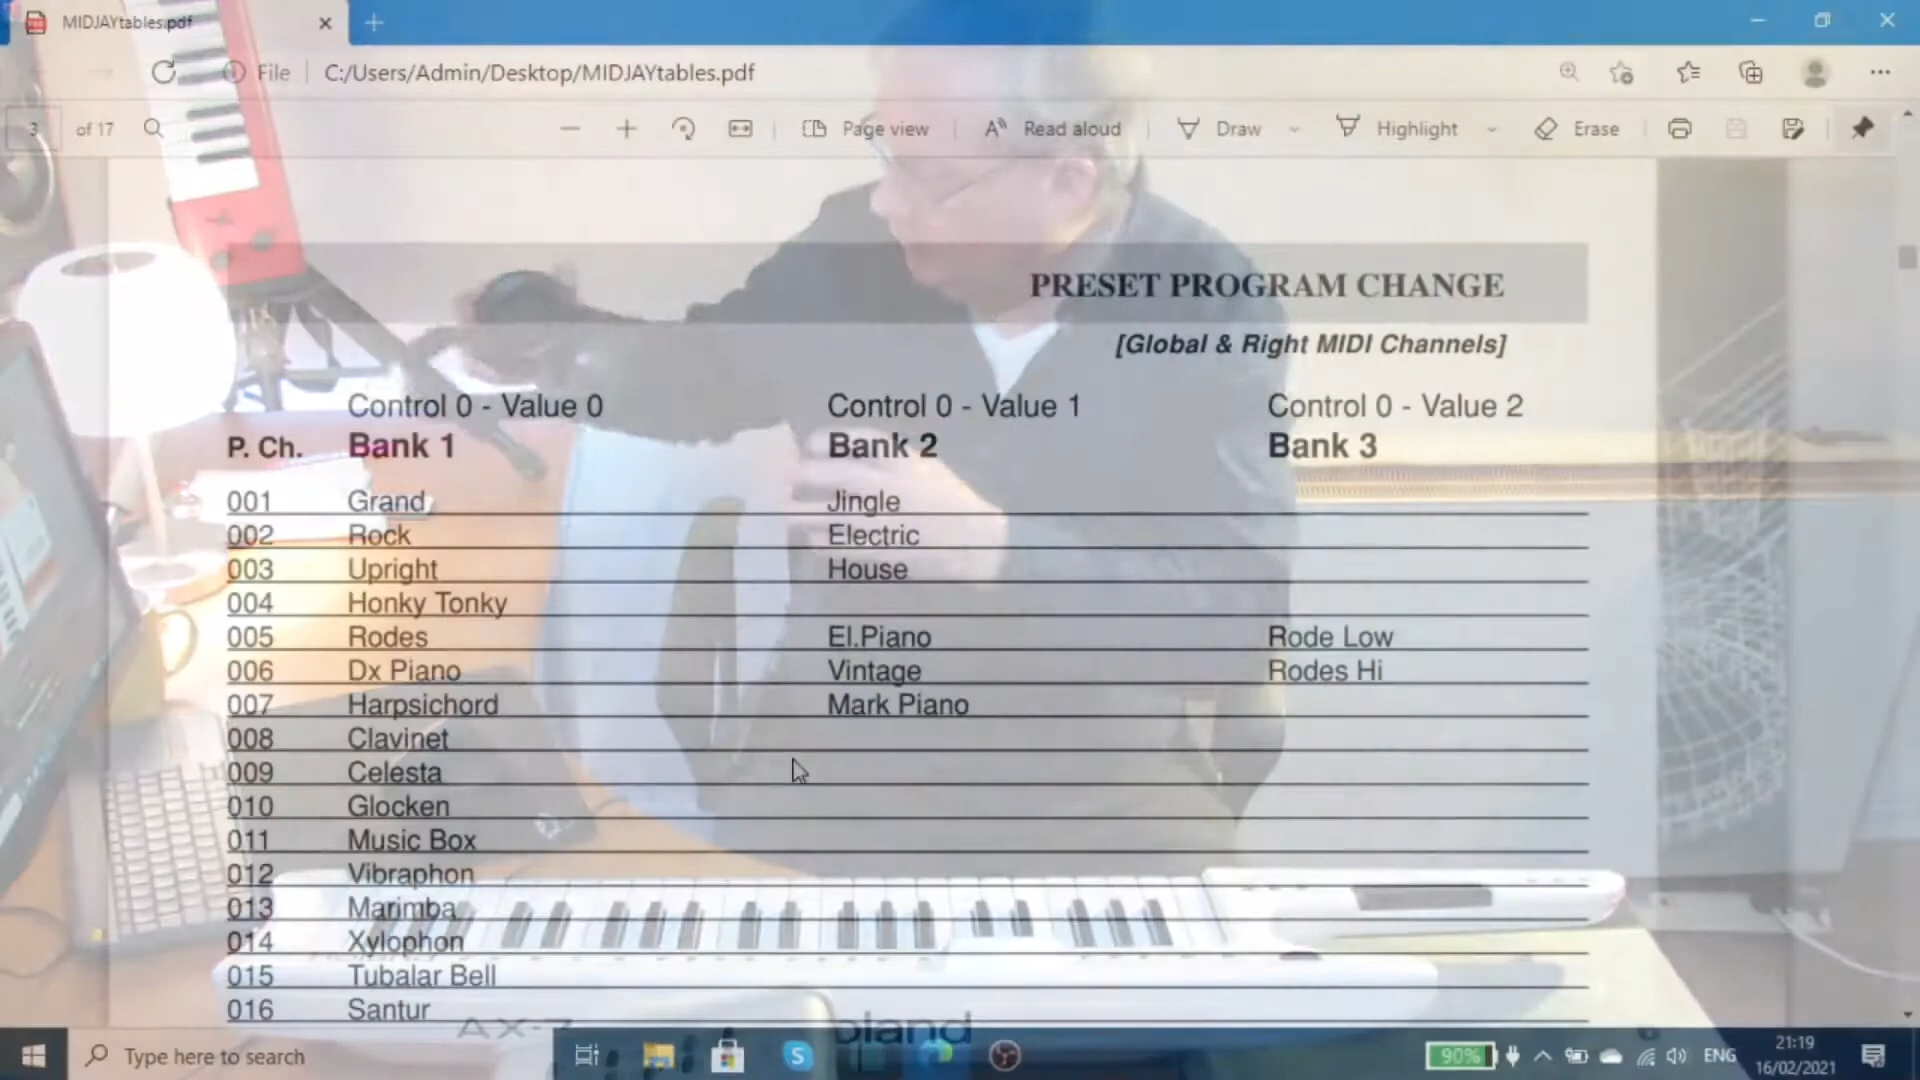 MIDJAYtables.pdf
File C:/Users/Admin/Desktop/MIDJAYtables.pdf
3 of 17 Page view Read aloud Draw Highlight Erase
PRESET PROGRAM CHANGE
[Global & Right MIDI Channels]
Control 0 - Value 0 Control 0 - Value 1 Control 0 - Value 2
P. Ch. Bank 1 Bank 2 Bank 3
001 Grand Jingle
002 Rock Electric
003 Upright House
004 Honky Tonky
005 Rodes El.Piano Rode Low
006 Dx Piano Vintage Rodes Hi
007 Harpsichord Mark Piano
008 Clavinet
009 Celesta
010 Glocken
011 Music Box
012 Vibraphon
013 Marimba
014 Xylophon
015 Tubalar Bell
016 Santur
AX-7 Roland
Type here to search 90% ENG 21:19
16/02/2021